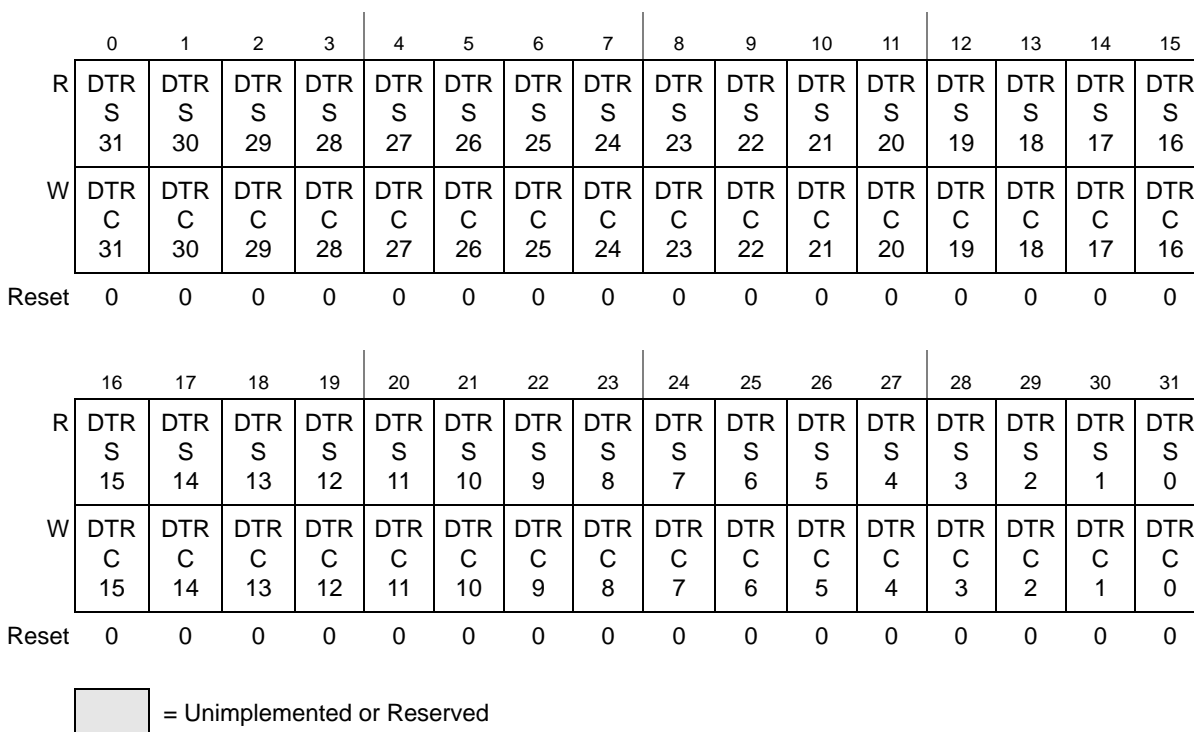 0 1 2 3 4 5 6 7 8 9 10 11 12 13 14 15
R DTR DTR DTR DTR DTR DTR DTR DTR DTR DTR DTR DTR DTR DTR DTR DTR
S S S S S S S S S S S S S S S S
31 30 29 28 27 26 25 24 23 22 21 20 19 18 17 16
W DTR DTR DTR DTR DTR DTR DTR DTR DTR DTR DTR DTR DTR DTR DTR DTR
C C C C C C C C C C C C C C C C
31 30 29 28 27 26 25 24 23 22 21 20 19 18 17 16
Reset 0 0 0 0 0 0 0 0 0 0 0 0 0 0 0 0
16 17 18 19 20 21 22 23 24 25 26 27 28 29 30 31
R DTR DTR DTR DTR DTR DTR DTR DTR DTR DTR DTR DTR DTR DTR DTR DTR
S S S S S S S S S S S S S S S S
15 14 13 12 11 10 9 8 7 6 5 4 3 2 1 0
W DTR DTR DTR DTR DTR DTR DTR DTR DTR DTR DTR DTR DTR DTR DTR DTR
C C C C C C C C C C C C C C C C
15 14 13 12 11 10 9 8 7 6 5 4 3 2 1 0
Reset 0 0 0 0 0 0 0 0 0 0 0 0 0 0 0 0
= Unimplemented or Reserved